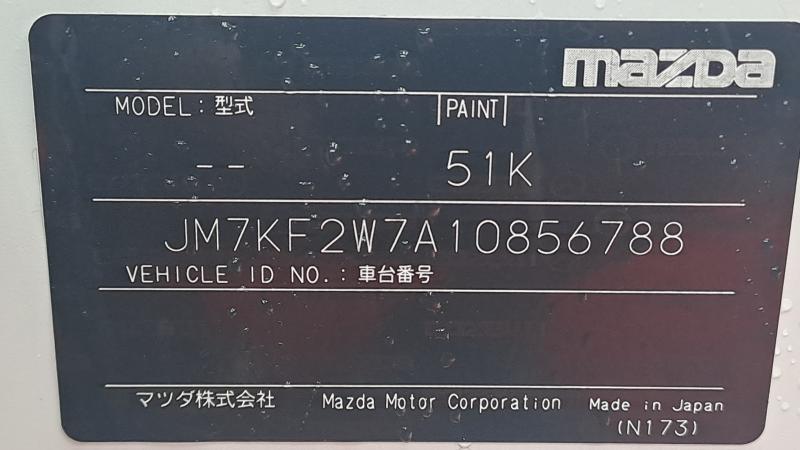 mazda
MODEL : 型式 PAINT
-- 51K
JM7KF2W7A10856788
VEHICLE ID NO. : 車台番号
マツダ株式会社 Mazda Motor Corporation Made in Japan
(N173)